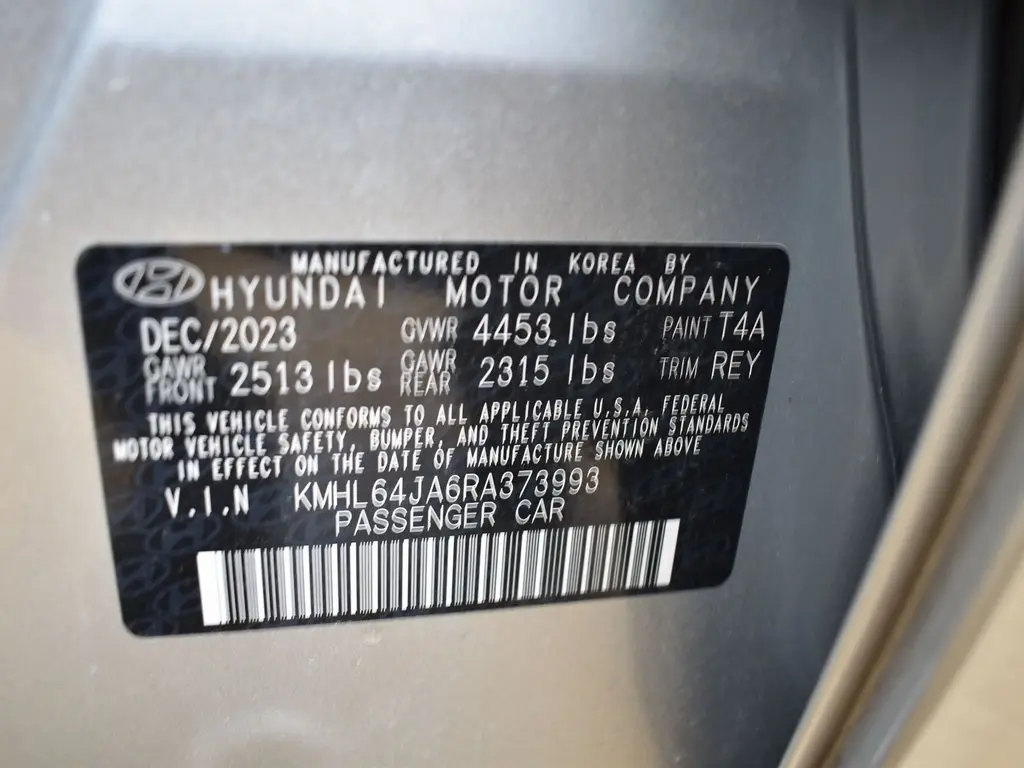 MANUFACTURED IN KOREA BY
HYUNDAI MOTOR COMPANY
DEC/2023 GVWR 4453 lbs PAINT T4A
GAWR FRONT 2513 lbs GAWR REAR 2315 lbs TRIM REY
THIS VEHICLE CONFORMS TO ALL APPLICABLE U.S.A. FEDERAL
MOTOR VEHICLE SAFETY, BUMPER, AND THEFT PREVENTION STANDARDS
IN EFFECT ON THE DATE OF MANUFACTURE SHOWN ABOVE
V.I.N KMHL64JA6RA373993
PASSENGER CAR